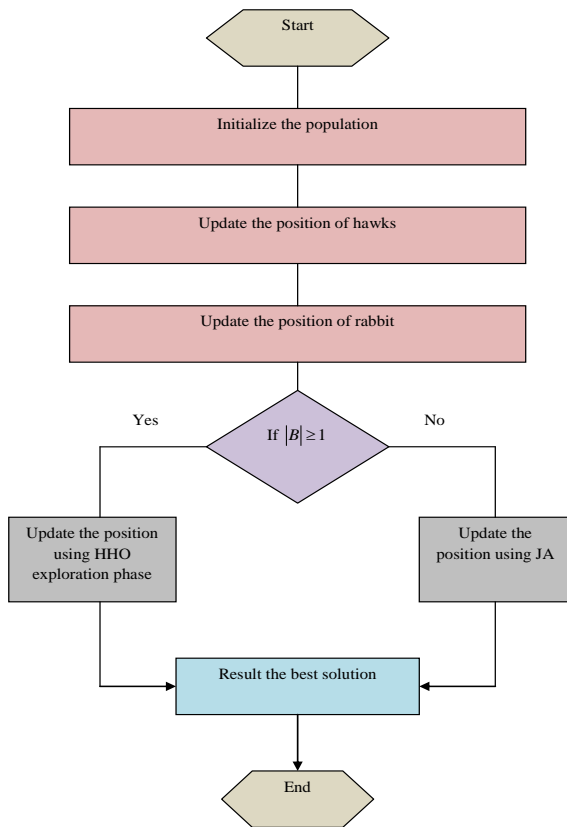 Start
Initialize the population
Update the position of hawks
Update the position of rabbit
If |B| ≥ 1
Yes
No
Update the position
using HHO
exploration phase
Update the
position using JA
Result the best solution
End